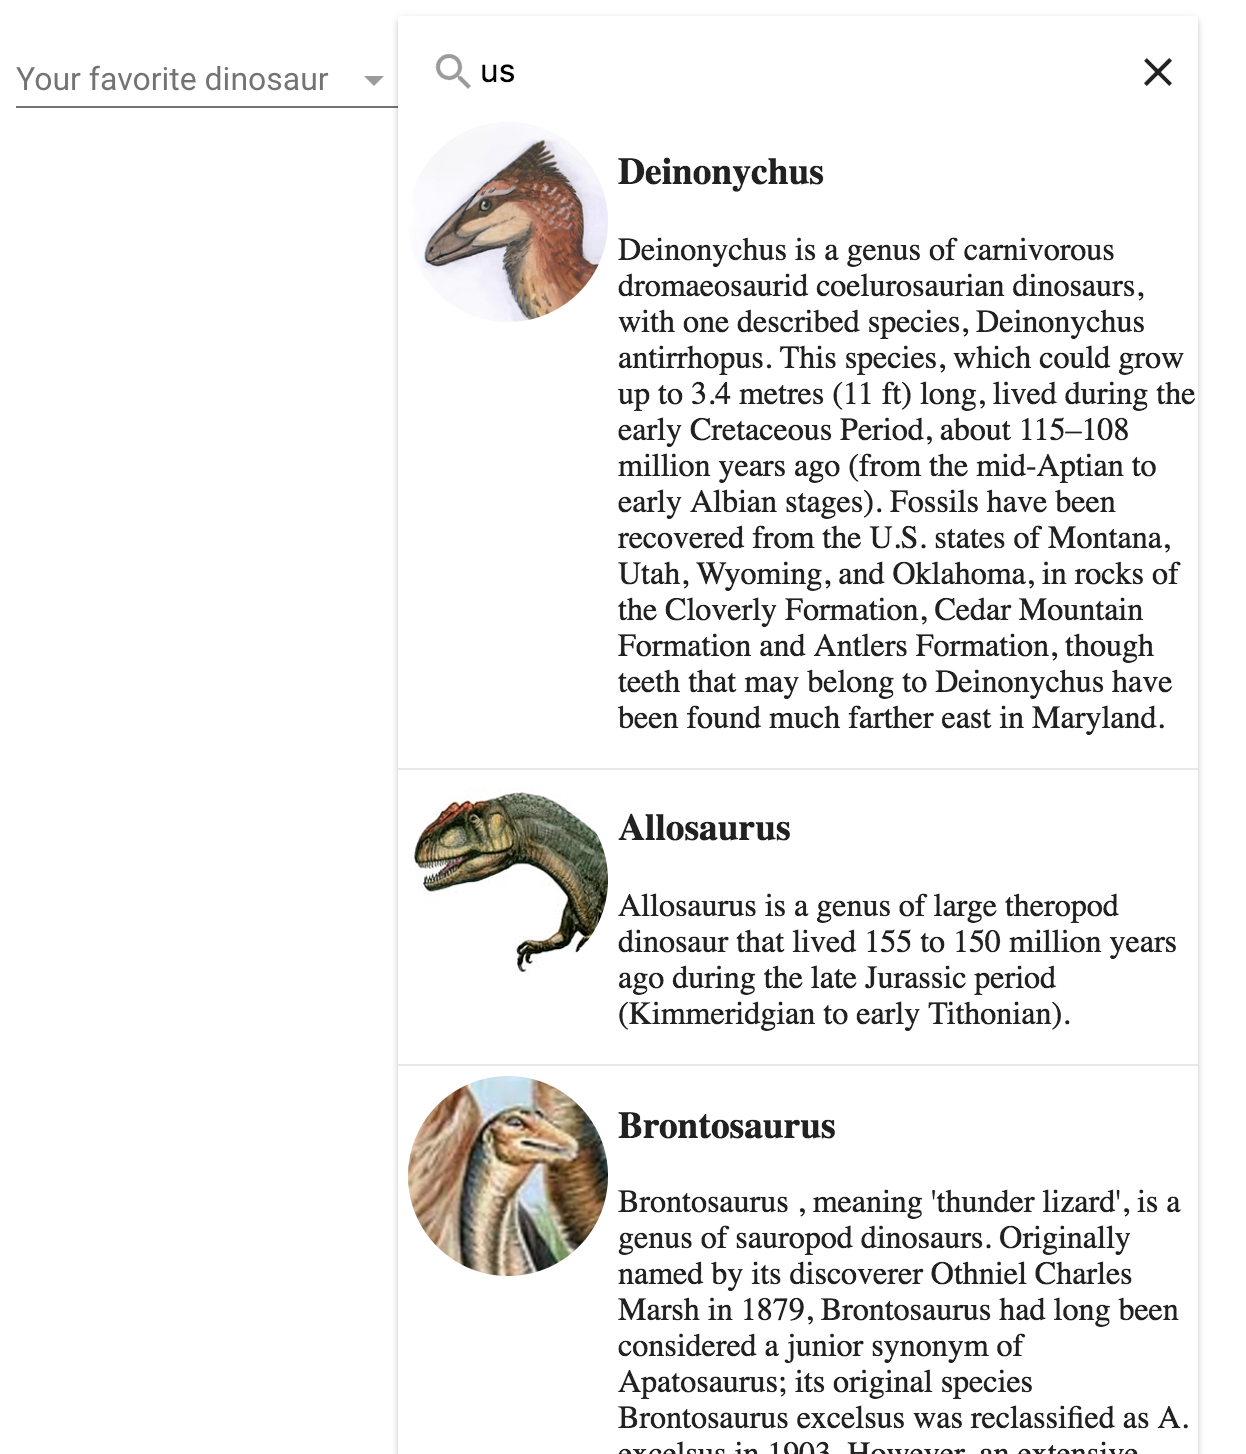 Your favorite dinosaur
us
Deinonychus
Deinonychus is a genus of carnivorous
dromaeosaurid coelurosaurian dinosaurs,
with one described species, Deinonychus
antirrhopus. This species, which could grow
up to 3.4 metres (11 ft) long, lived during the
early Cretaceous Period, about 115–108
million years ago (from the mid-Aptian to
early Albian stages). Fossils have been
recovered from the U.S. states of Montana,
Utah, Wyoming, and Oklahoma, in rocks of
the Cloverly Formation, Cedar Mountain
Formation and Antlers Formation, though
teeth that may belong to Deinonychus have
been found much farther east in Maryland.
Allosaurus
Allosaurus is a genus of large theropod
dinosaur that lived 155 to 150 million years
ago during the late Jurassic period
(Kimmeridgian to early Tithonian).
Brontosaurus
Brontosaurus , meaning 'thunder lizard', is a
genus of sauropod dinosaurs. Originally
named by its discoverer Othniel Charles
Marsh in 1879, Brontosaurus had long been
considered a junior synonym of
Apatosaurus; its original species
Brontosaurus excelsus was reclassified as A.
excelsus in 1903. However, an extensive